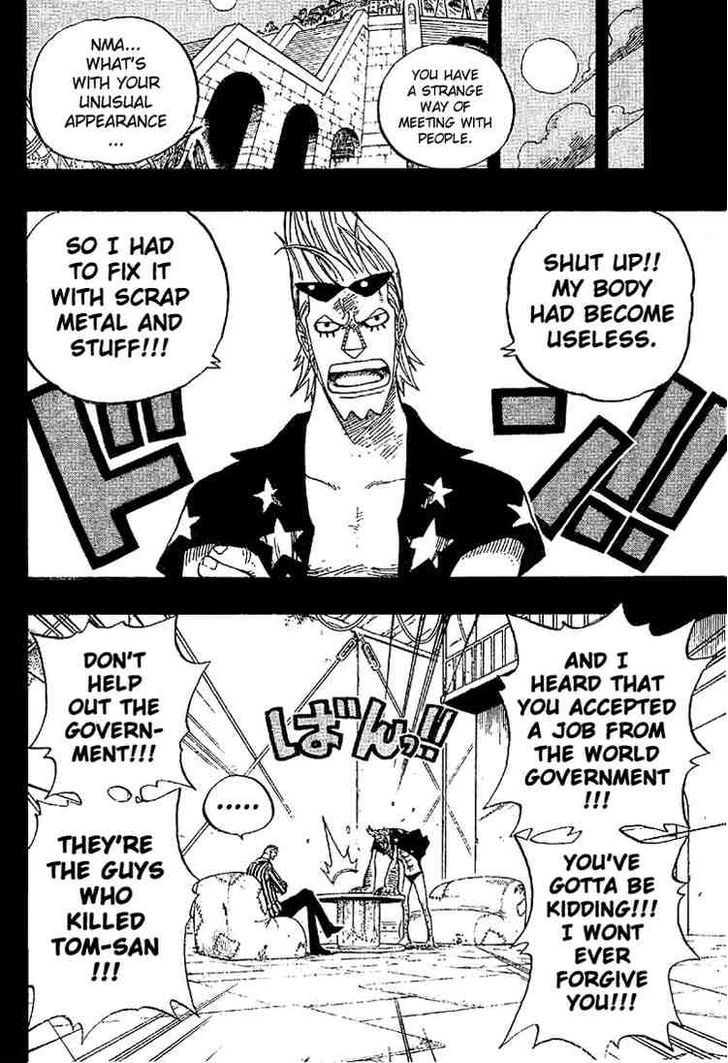 YOU HAVE
A STRANGE
WAY OF
MEETING WITH
PEOPLE.
NMA...
WHAT'S
WITH YOUR
UNUSUAL
APPEARANCE
...
SHUT UP!!
MY BODY
HAD BECOME
USELESS.
SO I HAD
TO FIX IT
WITH SCRAP
METAL AND
STUFF!!!
ドーン!!
AND I
HEARD THAT
YOU ACCEPTED
A JOB FROM
THE WORLD
GOVERNMENT
!!!
YOU'VE
GOTTA BE
KIDDING!!!
I WONT
EVER
FORGIVE
YOU!!!
ばんっ!!
.....
DON'T
HELP
OUT THE
GOVERN-
MENT!!!
THEY'RE
THE GUYS
WHO
KILLED
TOM-SAN
!!!